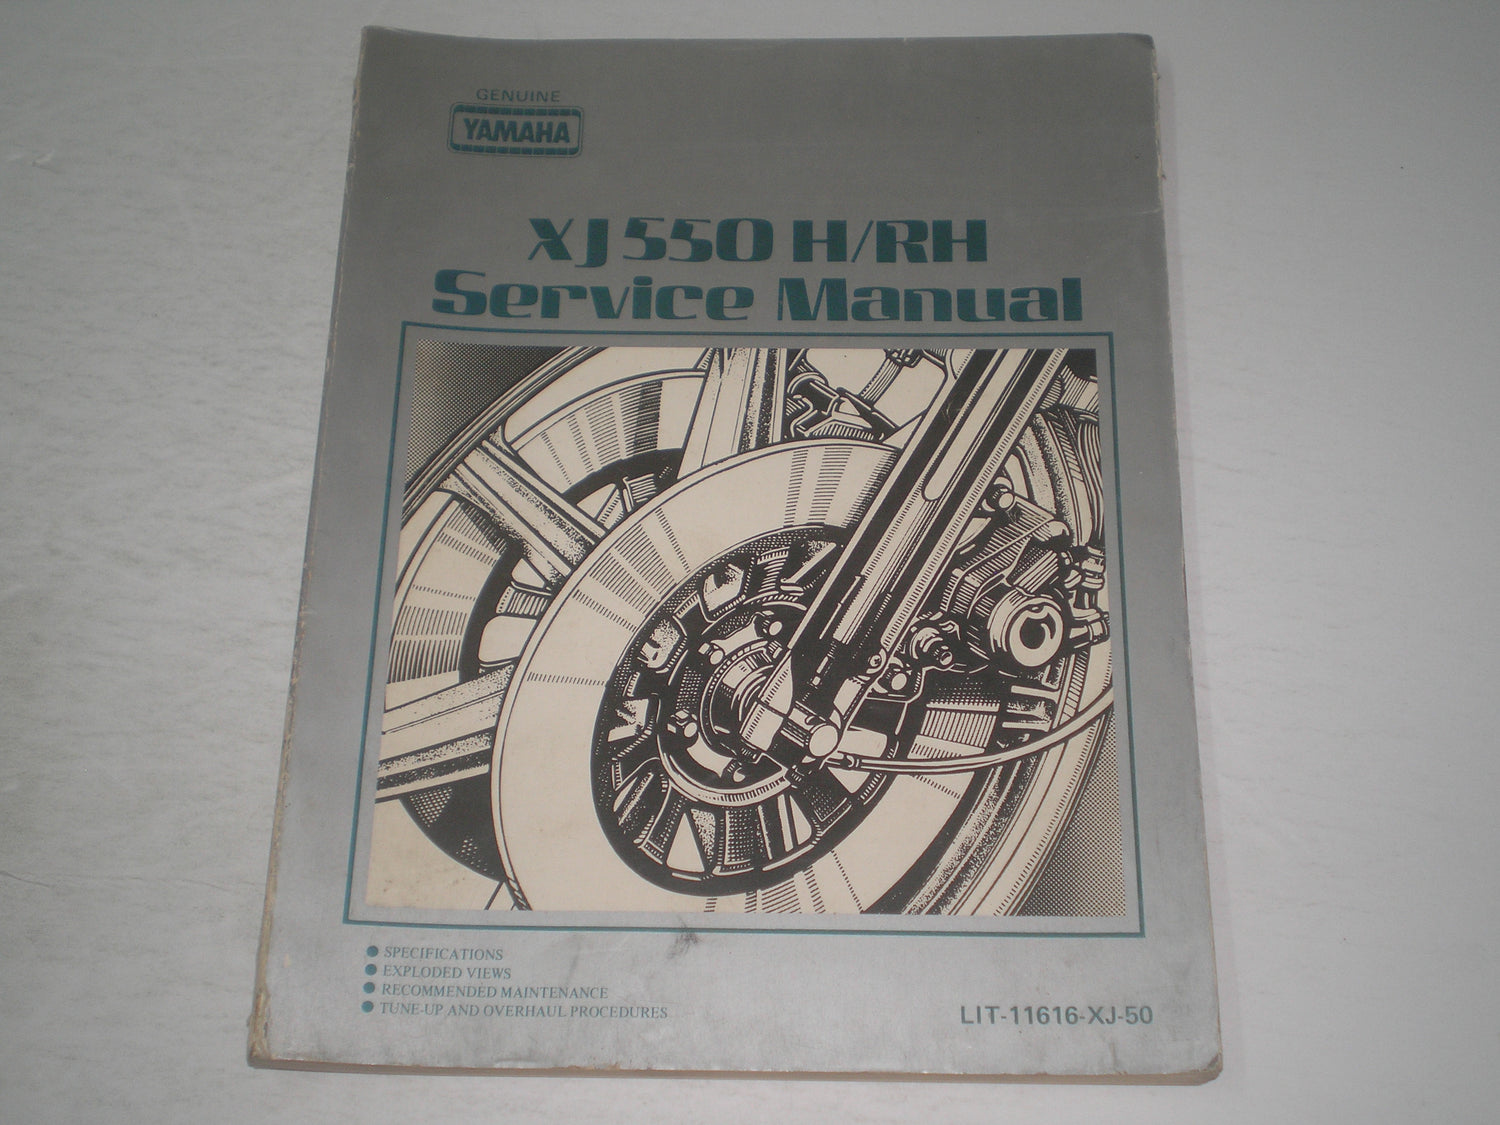 GENUINE
YAMAHA
XJ550 H/RH
Service Manual
● SPECIFICATIONS
● EXPLODED VIEWS
● RECOMMENDED MAINTENANCE
● TUNE-UP AND OVERHAUL PROCEDURES
LIT-11616-XJ-50